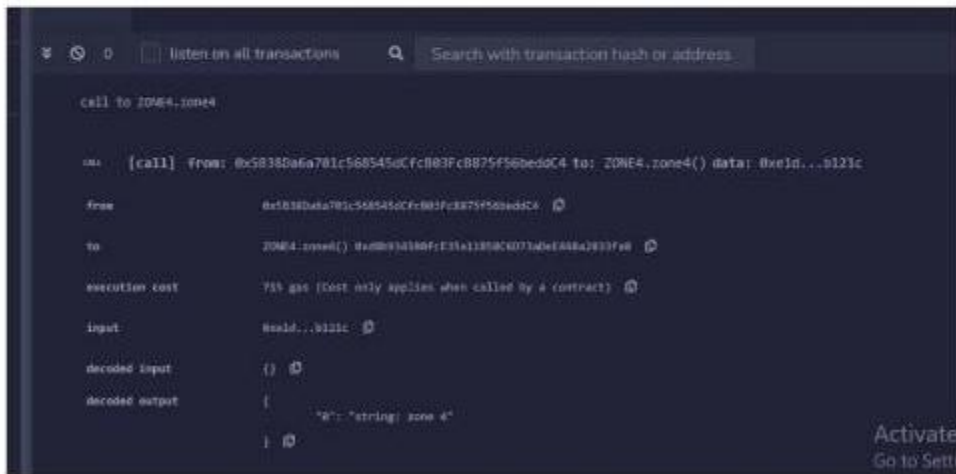 0 listen on all transactions Search with transaction hash or address
call to ZONE4.zone4
[call] from: 0x5B38Da6a701c568545dCfcB03FcB875f56beddC4 to: ZONE4.zone4() data: 0xe1d...b121c
from 0x5B38Da6a701c568545dCfcB03FcB875f56beddC4
to ZONE4.zone4()
execution cost gas (Cost only applies when called by a contract)
input 0xe1d...b121c
decoded input {}
decoded output {
"0": "string: zone 4"
}
Activate
Go to Sett